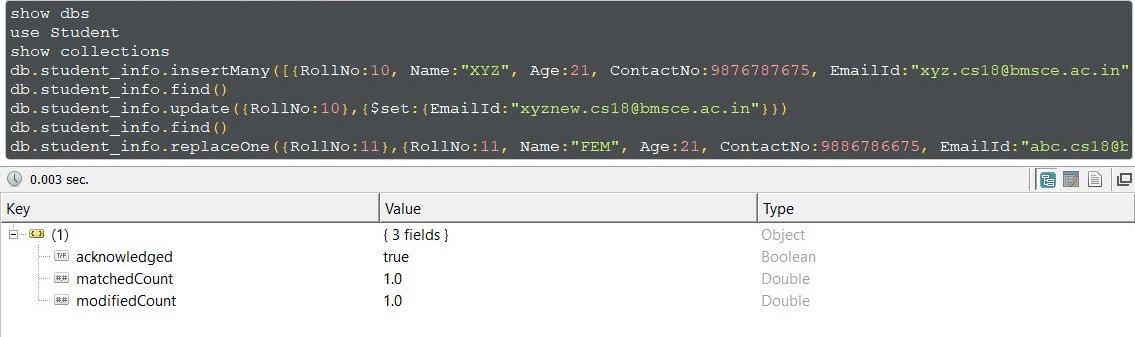 show dbs
use Student
show collections
db.student_info.insertMany([{RollNo:10, Name:"XYZ", Age:21, ContactNo:9876787675, EmailId:"xyz.cs18@bmsce.ac.in"
db.student_info.find()
db.student_info.update({RollNo:10},{$set:{EmailId:"xyznew.cs18@bmsce.ac.in"}})
db.student_info.find()
db.student_info.replaceOne({RollNo:11},{RollNo:11, Name:"FEM", Age:21, ContactNo:9886786675, EmailId:"abc.cs18@b
0.003 sec.
Key Value Type
(1) { 3 fields } Object
T/F acknowledged true Boolean
#.# matchedCount 1.0 Double
#.# modifiedCount 1.0 Double